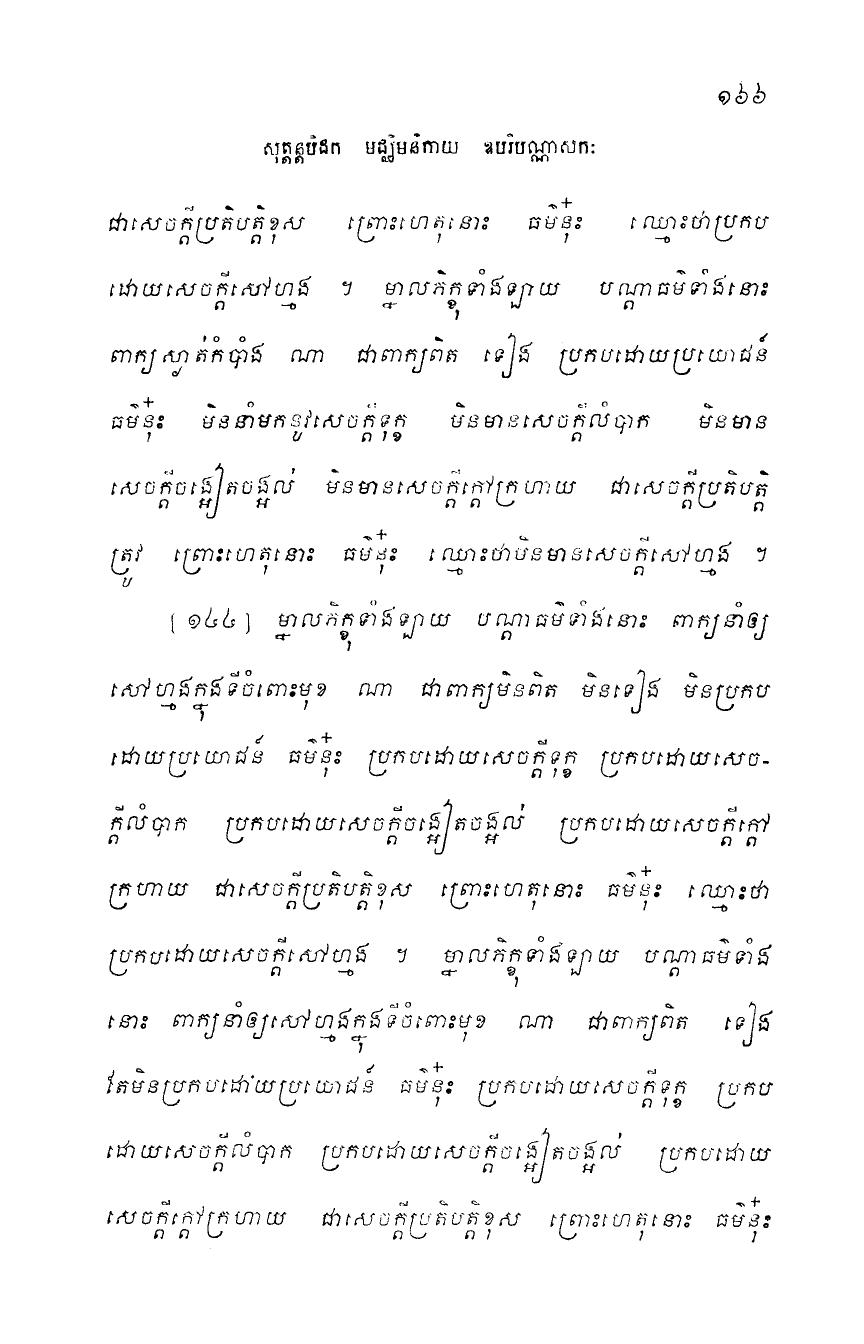 ១៦៦
សុត្តន្តបិដក មជ្ឈិមនិកាយ ឧបរិបណ្ណាសកៈ
ជាសេចក្តីប្រតិបត្តិខុស ព្រោះហេតុនោះ ធម៌នុ៎ះ ឈ្មោះថាប្រកប
ដោយសេចក្តីសៅហ្មង ។ ម្នាលភិក្ខុទាំងឡាយ បណ្តាធម៌ទាំងនោះ
ពាក្យស្ងាត់កំបាំង ណា ជាពាក្យពិត ទៀង ប្រកបដោយប្រយោជន៍
ធម៌នុ៎ះ មិននាំមកនូវសេចក្តីទុក្ខ មិនមានសេចក្តីលំបាក មិនមាន
សេចក្តីចង្អៀតចង្អល់ មិនមានសេចក្តីក្តៅក្រហាយ ជាសេចក្តីប្រតិបត្តិ
ត្រូវ ព្រោះហេតុនោះ ធម៌នុ៎ះ ឈ្មោះថាមិនមានសេចក្តីសៅហ្មង ។
[១៤៤] ម្នាលភិក្ខុទាំងឡាយ បណ្តាធម៌ទាំងនោះ ពាក្យនាំឲ្យ
សៅហ្មងក្នុងទីចំពោះមុខ ណា ជាពាក្យមិនពិត មិនទៀង មិនប្រកប
ដោយប្រយោជន៍ ធម៌នុ៎ះ ប្រកបដោយសេចក្តីទុក្ខ ប្រកបដោយសេច-
ក្តីលំបាក ប្រកបដោយសេចក្តីចង្អៀតចង្អល់ ប្រកបដោយសេចក្តីក្តៅ
ក្រហាយ ជាសេចក្តីប្រតិបត្តិខុស ព្រោះហេតុនោះ ធម៌នុ៎ះ ឈ្មោះថា
ប្រកបដោយសេចក្តីសៅហ្មង ។ ម្នាលភិក្ខុទាំងឡាយ បណ្តាធម៌ទាំង
នោះ ពាក្យនាំឲ្យសៅហ្មងក្នុងទីចំពោះមុខ ណា ជាពាក្យពិត ទៀង
តែមិនប្រកបដោយប្រយោជន៍ ធម៌នុ៎ះ ប្រកបដោយសេចក្តីទុក្ខ ប្រកប
ដោយសេចក្តីលំបាក ប្រកបដោយសេចក្តីចង្អៀតចង្អល់ ប្រកបដោយ
សេចក្តីក្តៅក្រហាយ ជាសេចក្តីប្រតិបត្តិខុស ព្រោះហេតុនោះ ធម៌នុ៎ះ